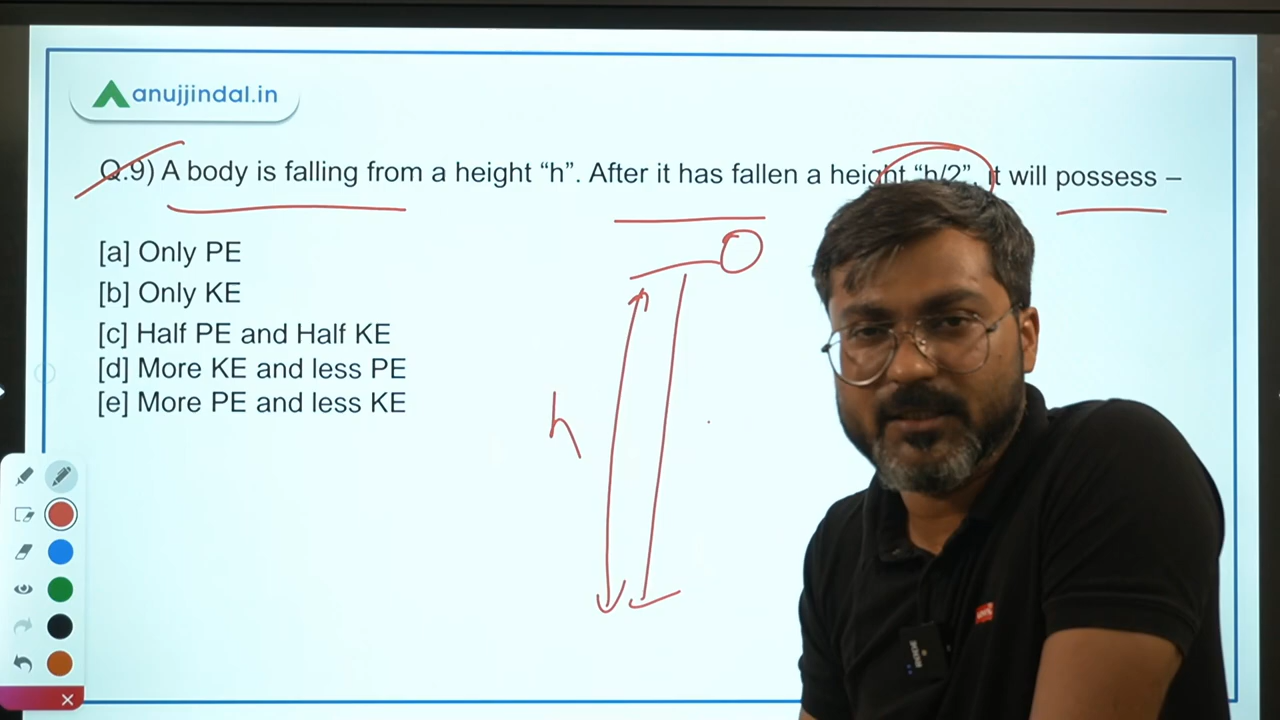 anujjindal.in
Q.9) A body is falling from a height “h”. After it has fallen a height “h/2”, it will possess –
[a] Only PE
[b] Only KE
[c] Half PE and Half KE
[d] More KE and less PE
[e] More PE and less KE
h